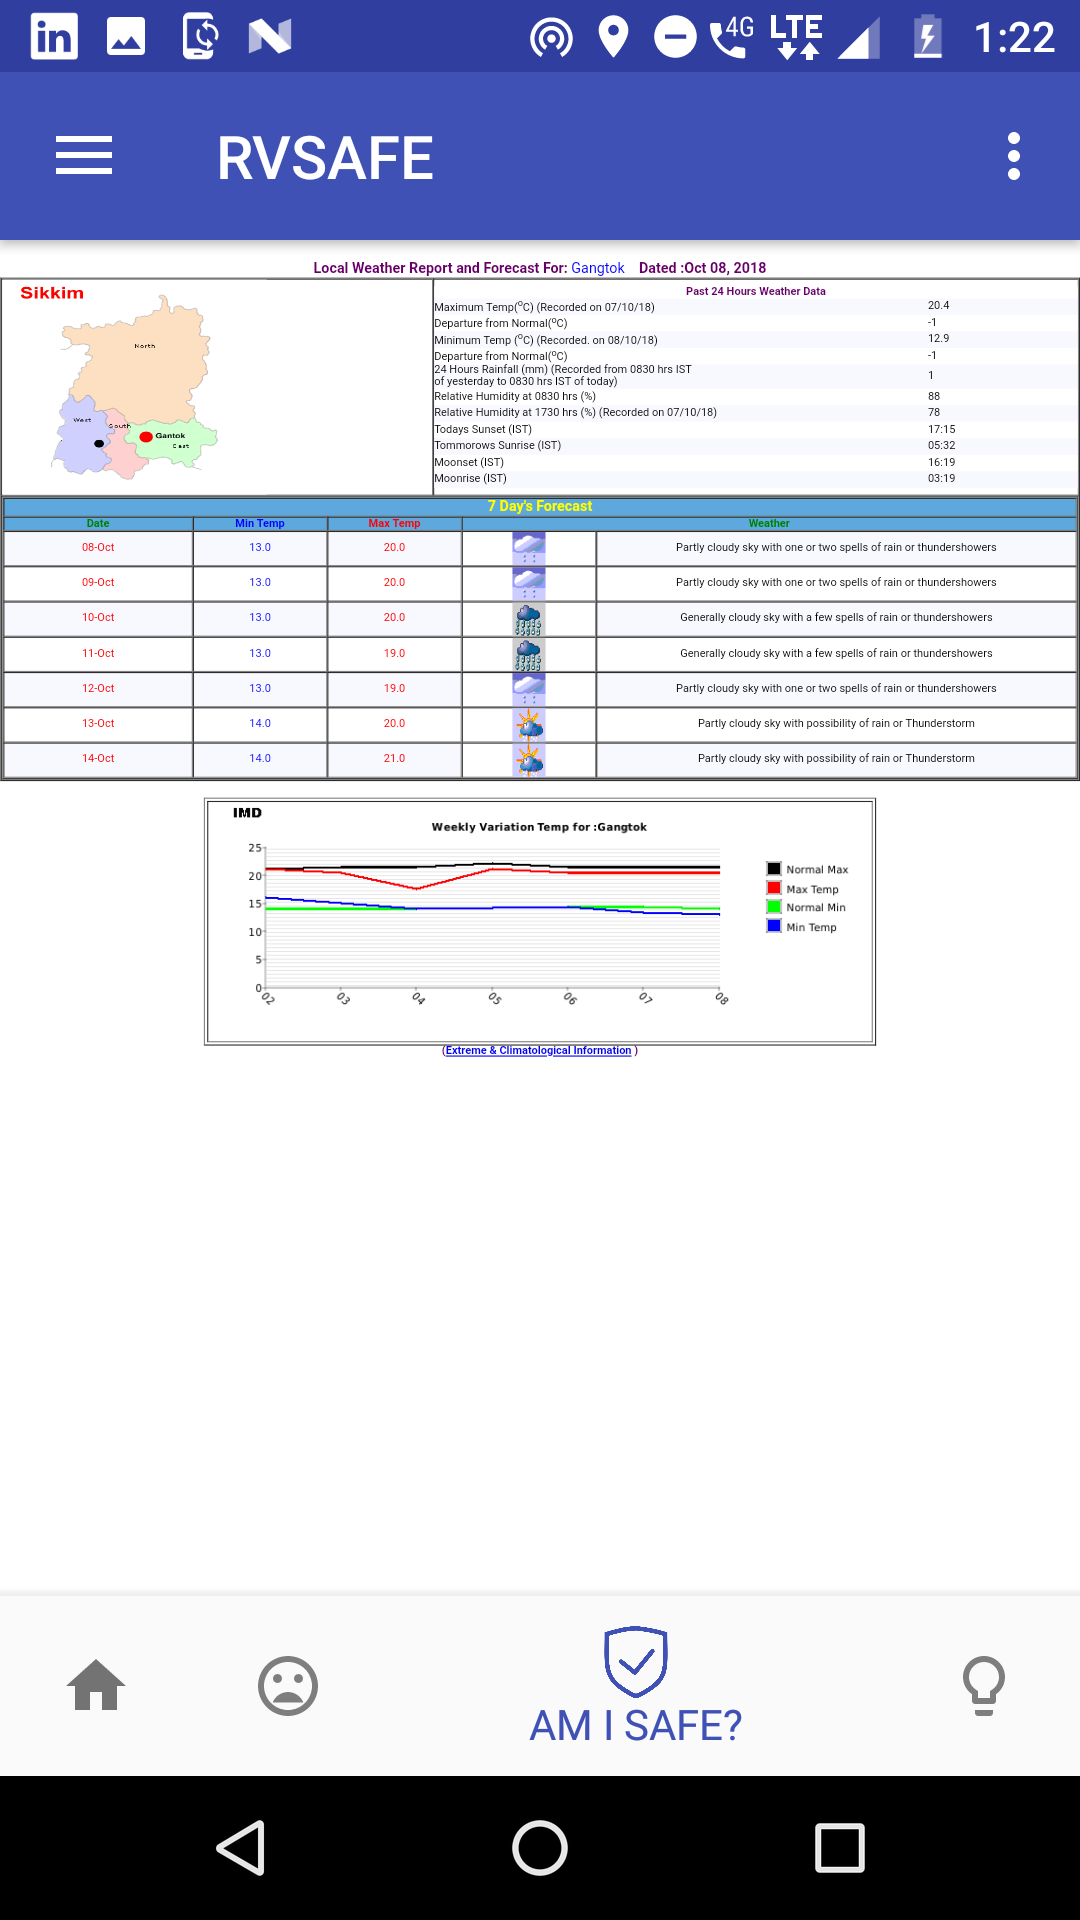 in N 4G LTE 1:22
RVSAFE
Local Weather Report and Forecast For: Gangtok Dated :Oct 08, 2018
Sikkim
North
West
South
Gantok
East
Past 24 Hours Weather Data
Maximum Temp(oC) (Recorded on 07/10/18) 20.4
Departure from Normal(oC) -1
Minimum Temp (oC) (Recorded. on 08/10/18) 12.9
Departure from Normal(oC) -1
24 Hours Rainfall (mm) (Recorded from 0830 hrs IST
of yesterday to 0830 hrs IST of today) 1
Relative Humidity at 0830 hrs (%) 88
Relative Humidity at 1730 hrs (%) (Recorded on 07/10/18) 78
Todays Sunset (IST) 17:15
Tommorows Sunrise (IST) 05:32
Moonset (IST) 16:19
Moonrise (IST) 03:19
7 Day's Forecast
Date Min Temp Max Temp Weather
08-Oct 13.0 20.0 Partly cloudy sky with one or two spells of rain or thundershowers
09-Oct 13.0 20.0 Partly cloudy sky with one or two spells of rain or thundershowers
10-Oct 13.0 20.0 Generally cloudy sky with a few spells of rain or thundershowers
11-Oct 13.0 19.0 Generally cloudy sky with a few spells of rain or thundershowers
12-Oct 13.0 19.0 Partly cloudy sky with one or two spells of rain or thundershowers
13-Oct 14.0 20.0 Partly cloudy sky with possibility of rain or Thunderstorm
14-Oct 14.0 21.0 Partly cloudy sky with possibility of rain or Thunderstorm
IMD
Weekly Variation Temp for :Gangtok
25
20
15
10
5
0
02 03 04 05 06 07 08
Normal Max
Max Temp
Normal Min
Min Temp
(Extreme & Climatological Information )
AM I SAFE?